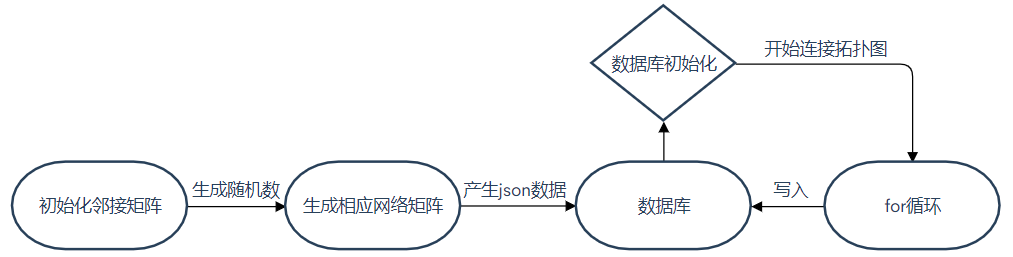 数据库初始化
开始连接拓扑图
初始化邻接矩阵
生成随机数
生成相应网络矩阵
产生json数据
数据库
写入
for循环